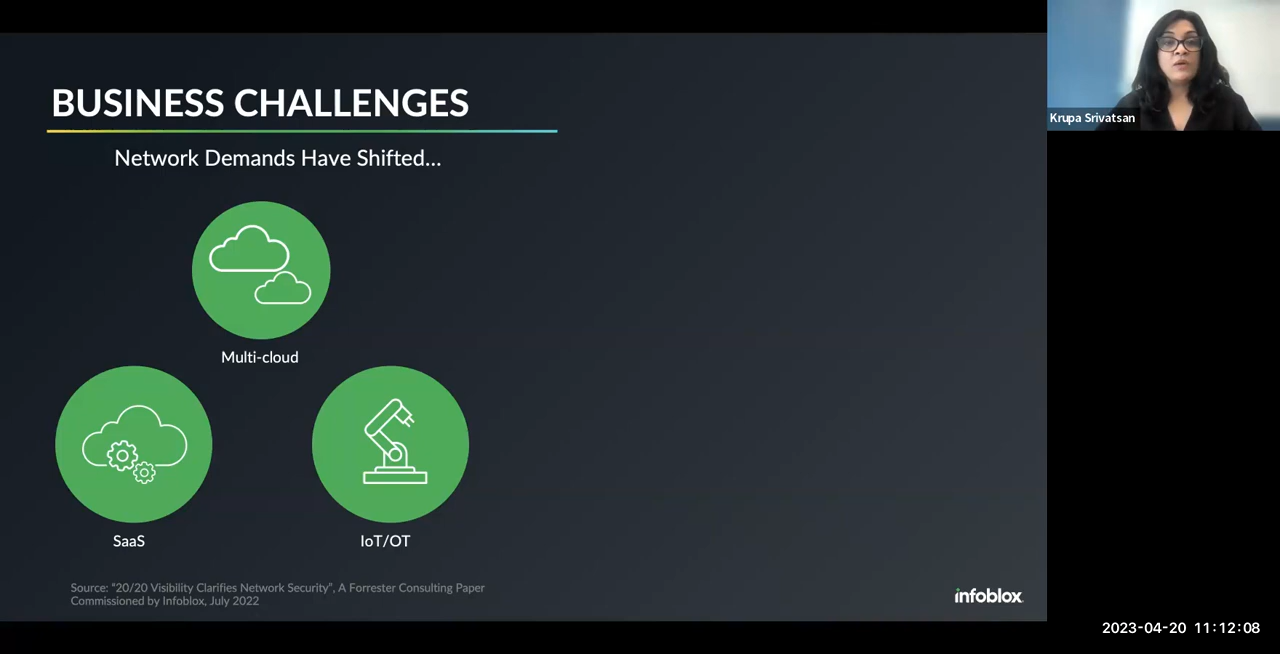 BUSINESS CHALLENGES
Network Demands Have Shifted...
Multi-cloud
SaaS
IoT/OT
Source: "20/20 Visibility Clarifies Network Security", A Forrester Consulting Paper
Commissioned by Infoblox, July 2022
infoblox
Krupa Srivatsan
2023-04-20 11:12:08